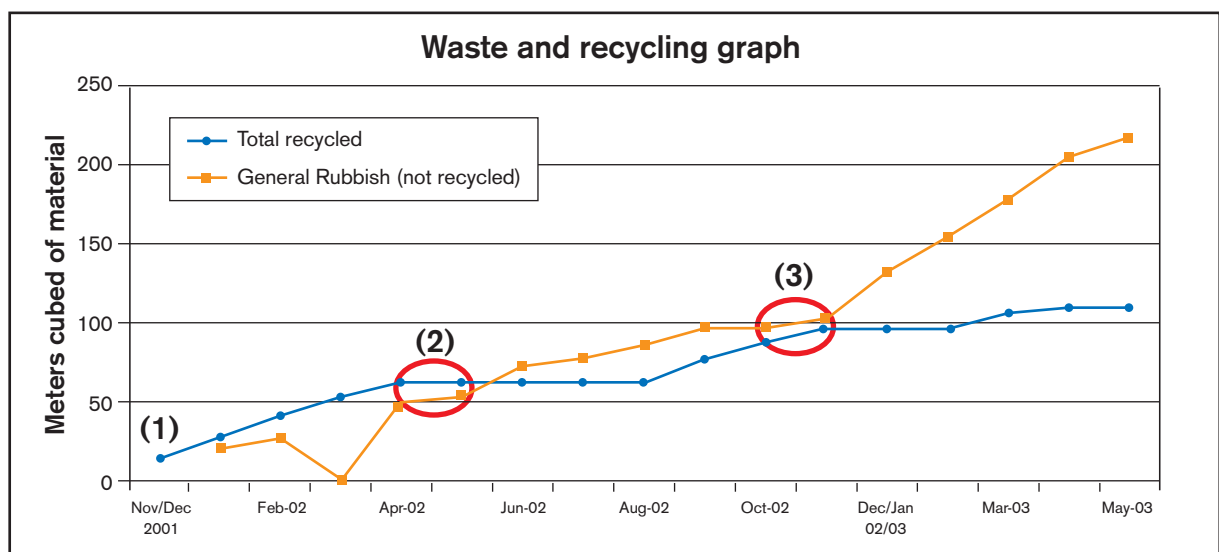 Waste and recycling graph
Meters cubed of material
250
200
150
100
50
0
Total recycled
General Rubbish (not recycled)
(1)
(2)
(3)
Nov/Dec
2001
Feb-02
Apr-02
Jun-02
Aug-02
Oct-02
Dec/Jan
02/03
Mar-03
May-03